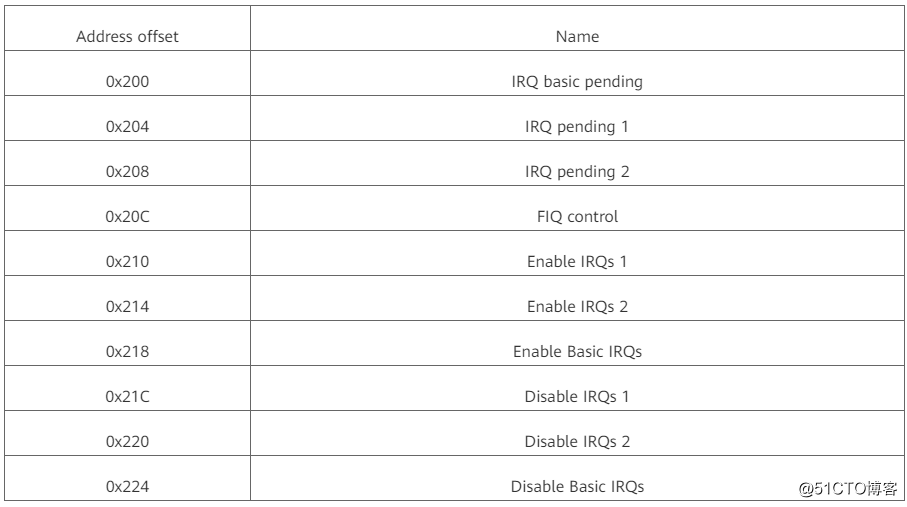 Address offset Name
0x200 IRQ basic pending
0x204 IRQ pending 1
0x208 IRQ pending 2
0x20C FIQ control
0x210 Enable IRQs 1
0x214 Enable IRQs 2
0x218 Enable Basic IRQs
0x21C Disable IRQs 1
0x220 Disable IRQs 2
0x224 Disable Basic IRQs
@51CTO博客